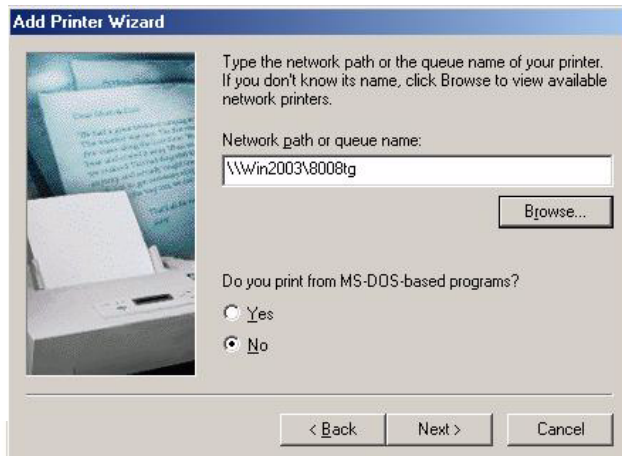 Add Printer Wizard
Type the network path or the queue name of your printer.
If you don't know its name, click Browse to view available
network printers.
Network path or queue name:
\\Win2003\8008tg
Browse...
Do you print from MS-DOS-based programs?
Yes
No
< Back
Next >
Cancel